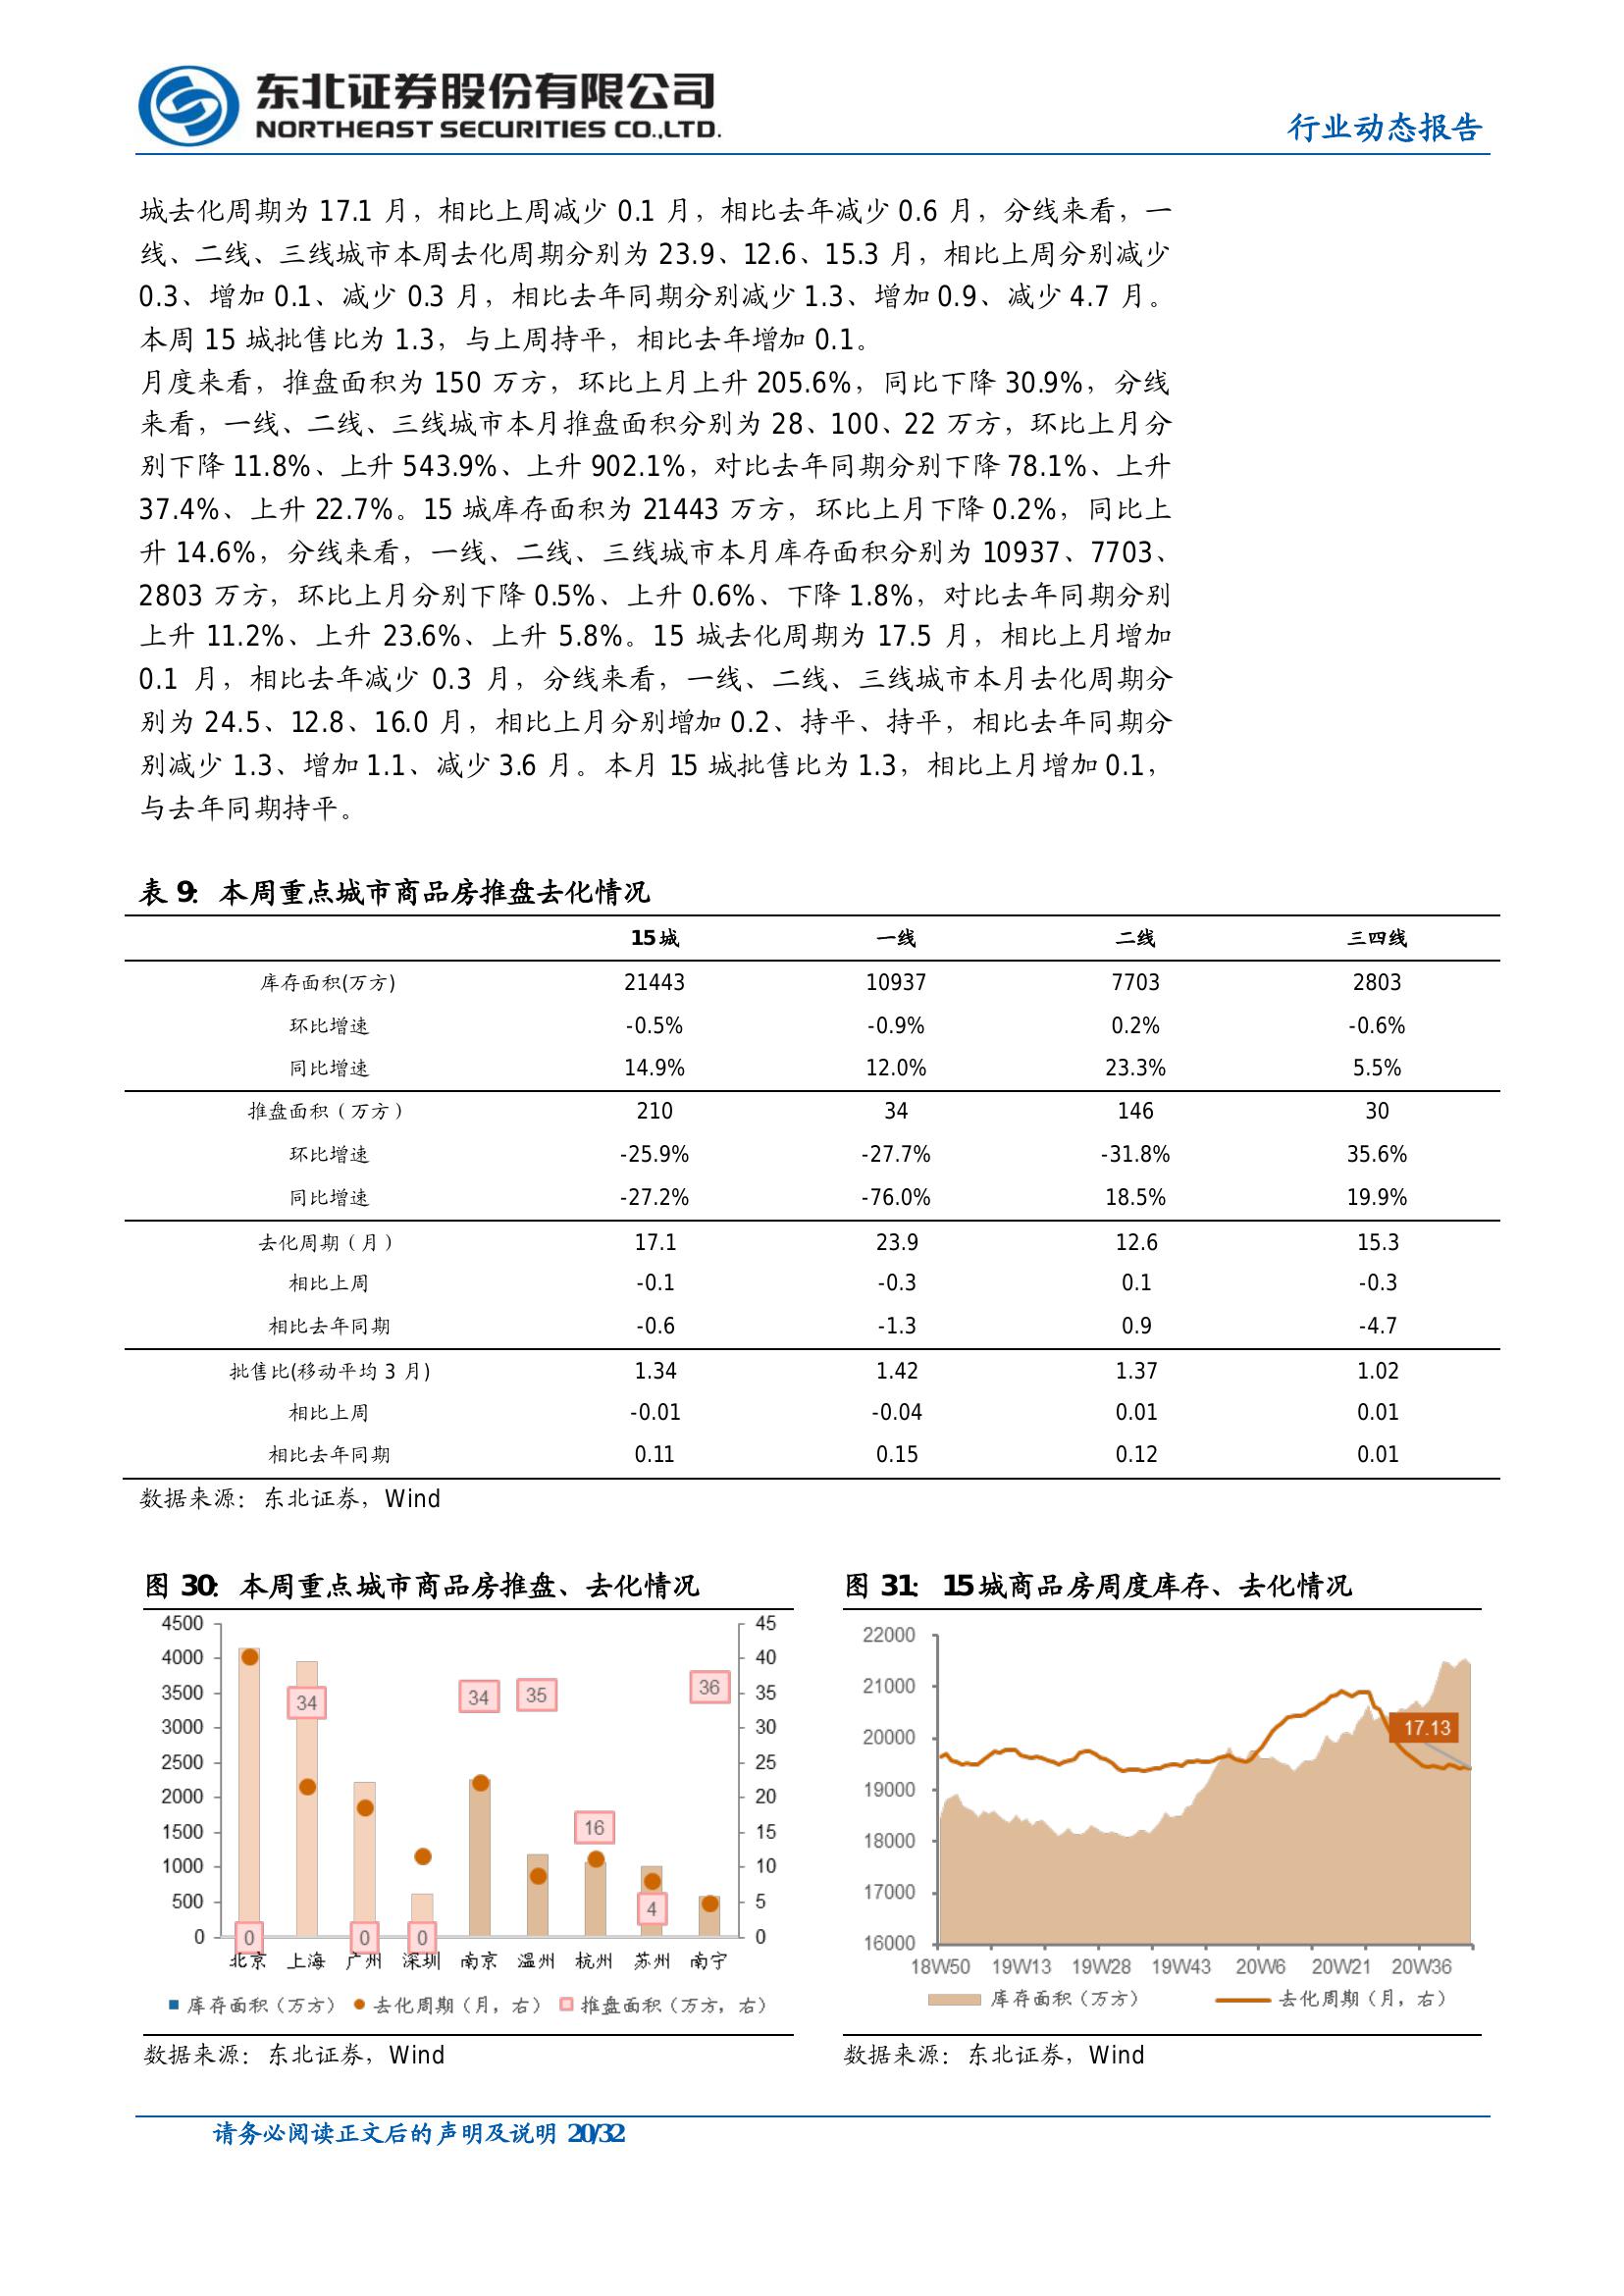 东北证券股份有限公司
NORTHEAST SECURITIES CO.,LTD.
行业动态报告
城去化周期为 17.1 月，相比上周减少 0.1 月，相比去年减少 0.6 月，分线来看，一
线、二线、三线城市本周去化周期分别为 23.9、12.6、15.3 月，相比上周分别减少
0.3、增加 0.1、减少 0.3 月，相比去年同期分别减少 1.3、增加 0.9、减少 4.7 月。
本周 15 城批售比为 1.3，与上周持平，相比去年增加 0.1。
月度来看，推盘面积为 150 万方，环比上月上升 205.6%，同比下降 30.9%，分线
来看，一线、二线、三线城市本月推盘面积分别为 28、100、22 万方，环比上月分
别下降 11.8%、上升 543.9%、上升 902.1%，对比去年同期分别下降 78.1%、上升
37.4%、上升 22.7%。15 城库存面积为 21443 万方，环比上月下降 0.2%，同比上
升 14.6%，分线来看，一线、二线、三线城市本月库存面积分别为 10937、7703、
2803 万方，环比上月分别下降 0.5%、上升 0.6%、下降 1.8%，对比去年同期分别
上升 11.2%、上升 23.6%、上升 5.8%。15 城去化周期为 17.5 月，相比上月增加
0.1 月，相比去年减少 0.3 月，分线来看，一线、二线、三线城市本月去化周期分
别为 24.5、12.8、16.0 月，相比上月分别增加 0.2、持平、持平，相比去年同期分
别减少 1.3、增加 1.1、减少 3.6 月。本月 15 城批售比为 1.3，相比上月增加 0.1，
与去年同期持平。
表 9：本周重点城市商品房推盘去化情况
15 城 一线 二线 三四线
库存面积(万方) 21443 10937 7703 2803
环比增速 -0.5% -0.9% 0.2% -0.6%
同比增速 14.9% 12.0% 23.3% 5.5%
推盘面积（万方） 210 34 146 30
环比增速 -25.9% -27.7% -31.8% 35.6%
同比增速 -27.2% -76.0% 18.5% 19.9%
去化周期（月） 17.1 23.9 12.6 15.3
相比上周 -0.1 -0.3 0.1 -0.3
相比去年同期 -0.6 -1.3 0.9 -4.7
批售比(移动平均 3 月) 1.34 1.42 1.37 1.02
相比上周 -0.01 -0.04 0.01 0.01
相比去年同期 0.11 0.15 0.12 0.01
数据来源：东北证券，Wind
图 30：本周重点城市商品房推盘、去化情况
4500 45
4000 40
3500 35
3000 30
2500 25
2000 20
1500 15
1000 10
500 5
0 0
0 34 0 0 34 35 16 4 36
北京 上海 广州 深圳 南京 温州 杭州 苏州 南宁
库存面积（万方） 去化周期（月，右） 推盘面积（万方，右）
数据来源：东北证券，Wind
图 31：15 城商品房周度库存、去化情况
22000
21000
20000
19000
18000
17000
16000
17.13
18W50 19W13 19W28 19W43 20W6 20W21 20W36
库存面积（万方） 去化周期（月，右）
数据来源：东北证券，Wind
请务必阅读正文后的声明及说明 20/32